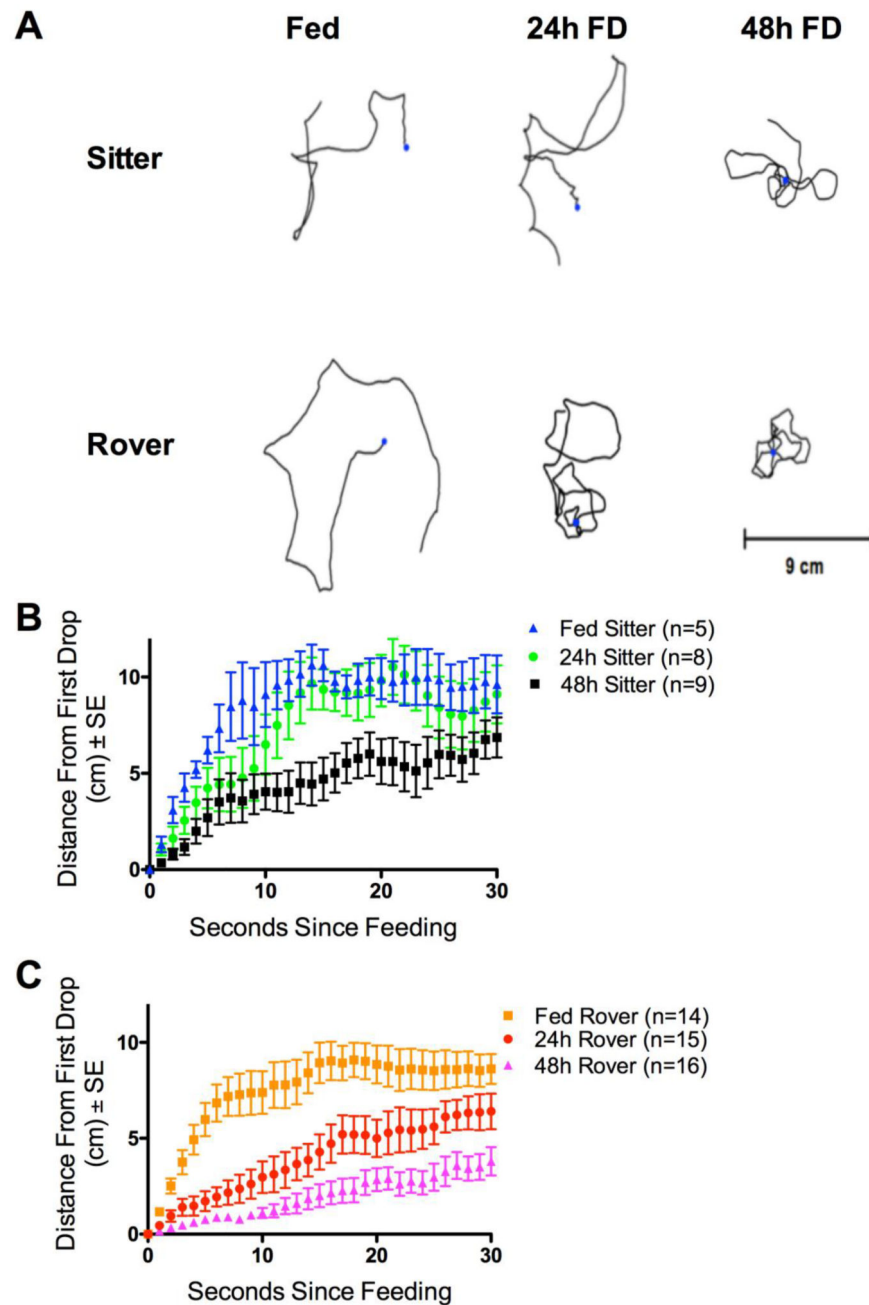 A
Fed 24h FD 48h FD
Sitter
Rover
9 cm
B
Distance From First Drop
(cm) ± SE
10
5
0
0 10 20 30
Seconds Since Feeding
Fed Sitter (n=5)
24h Sitter (n=8)
48h Sitter (n=9)
C
Distance From First Drop
(cm) ± SE
10
5
0
0 10 20 30
Seconds Since Feeding
Fed Rover (n=14)
24h Rover (n=15)
48h Rover (n=16)